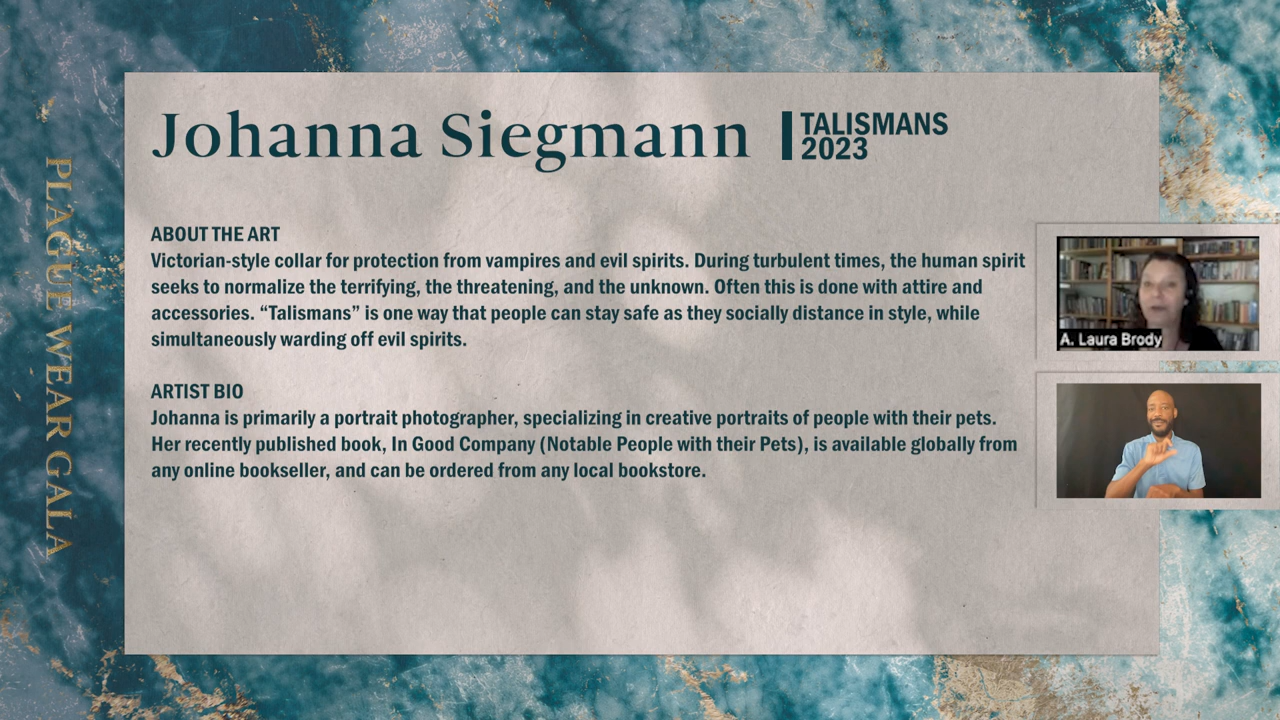 Johanna Siegmann
TALISMANS
2023
ABOUT THE ART
Victorian-style collar for protection from vampires and evil spirits. During turbulent times, the human spirit
seeks to normalize the terrifying, the threatening, and the unknown. Often this is done with attire and
accessories. “Talismans” is one way that people can stay safe as they socially distance in style, while
simultaneously warding off evil spirits.
ARTIST BIO
Johanna is primarily a portrait photographer, specializing in creative portraits of people with their pets.
Her recently published book, In Good Company (Notable People with their Pets), is available globally from
any online bookseller, and can be ordered from any local bookstore.
PLAGUE WEAR GALA
A. Laura Brody